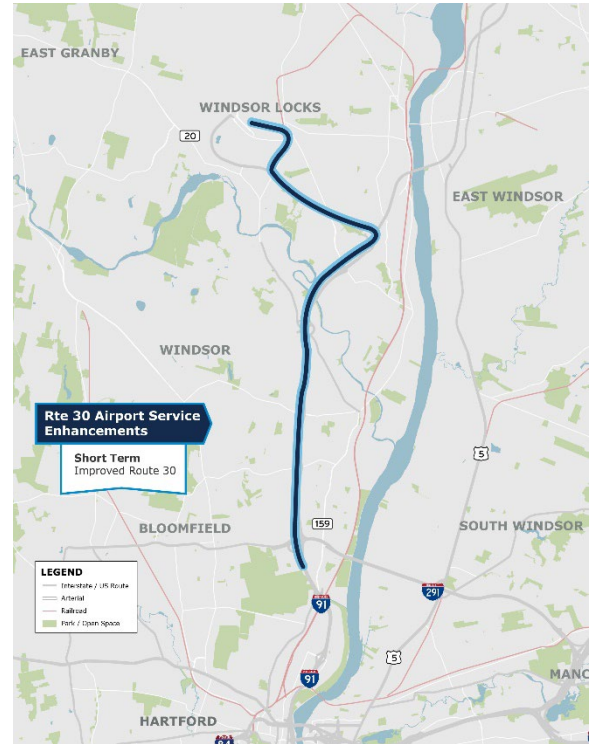 EAST GRANBY
WINDSOR LOCKS
20
EAST WINDSOR
WINDSOR
Rte 30 Airport Service
Enhancements
Short Term
Improved Route 30
5
159
BLOOMFIELD
SOUTH WINDSOR
LEGEND
Interstate / US Route
Arterial
Railroad
Park / Open Space
291
91
5
91
MANC
HARTFORD
84